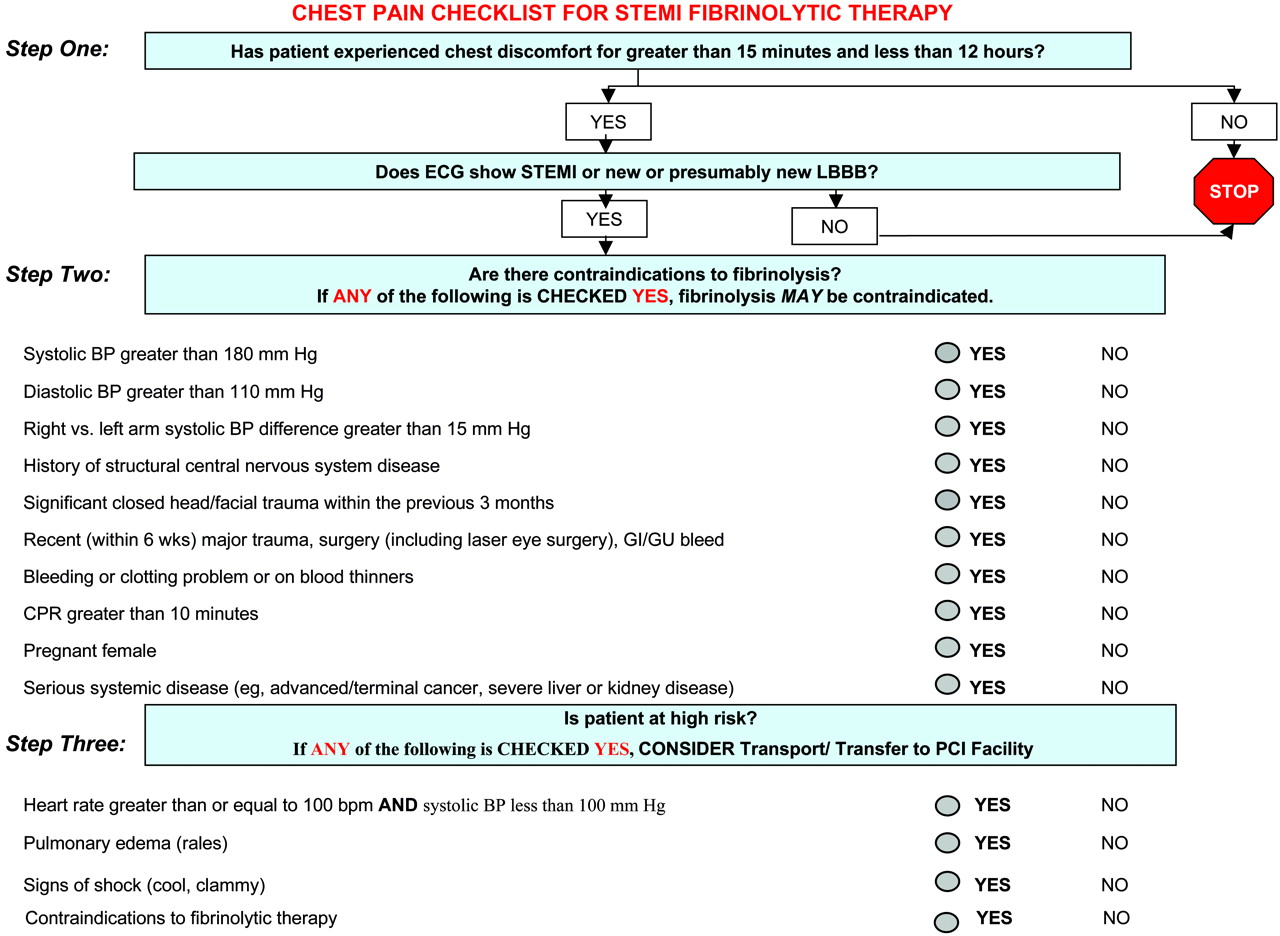 CHEST PAIN CHECKLIST FOR STEMI FIBRINOLYTIC THERAPY
Step One:
Has patient experienced chest discomfort for greater than 15 minutes and less than 12 hours?
YES
NO
Does ECG show STEMI or new or presumably new LBBB?
STOP
YES
NO
Step Two:
Are there contraindications to fibrinolysis?
If ANY of the following is CHECKED YES, fibrinolysis MAY be contraindicated.
Systolic BP greater than 180 mm Hg YES NO
Diastolic BP greater than 110 mm Hg YES NO
Right vs. left arm systolic BP difference greater than 15 mm Hg YES NO
History of structural central nervous system disease YES NO
Significant closed head/facial trauma within the previous 3 months YES NO
Recent (within 6 wks) major trauma, surgery (including laser eye surgery), GI/GU bleed YES NO
Bleeding or clotting problem or on blood thinners YES NO
CPR greater than 10 minutes YES NO
Pregnant female YES NO
Serious systemic disease (eg, advanced/terminal cancer, severe liver or kidney disease) YES NO
Step Three:
Is patient at high risk?
If ANY of the following is CHECKED YES, CONSIDER Transport/ Transfer to PCI Facility
Heart rate greater than or equal to 100 bpm AND systolic BP less than 100 mm Hg YES NO
Pulmonary edema (rales) YES NO
Signs of shock (cool, clammy) YES NO
Contraindications to fibrinolytic therapy YES NO